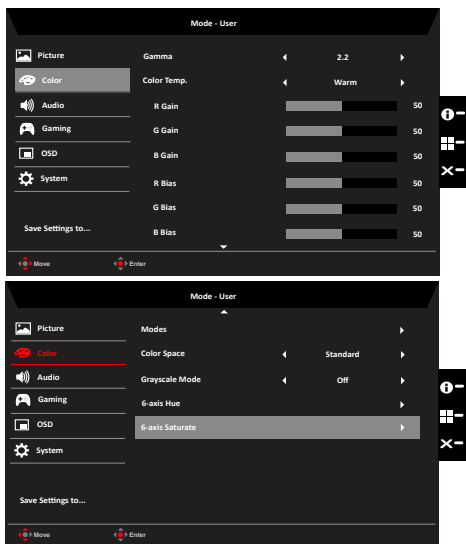 Mode - User
Picture Gamma 2.2
Color Color Temp. Warm
Audio R Gain 50
Gaming G Gain 50
OSD B Gain 50
System R Bias 50
G Bias 50
Save Settings to... B Bias 50
Move Enter
Mode - User
Picture Modes
Color Color Space Standard
Audio Grayscale Mode Off
Gaming 6-axis Hue
OSD 6-axis Saturate
System
Save Settings to...
Move Enter